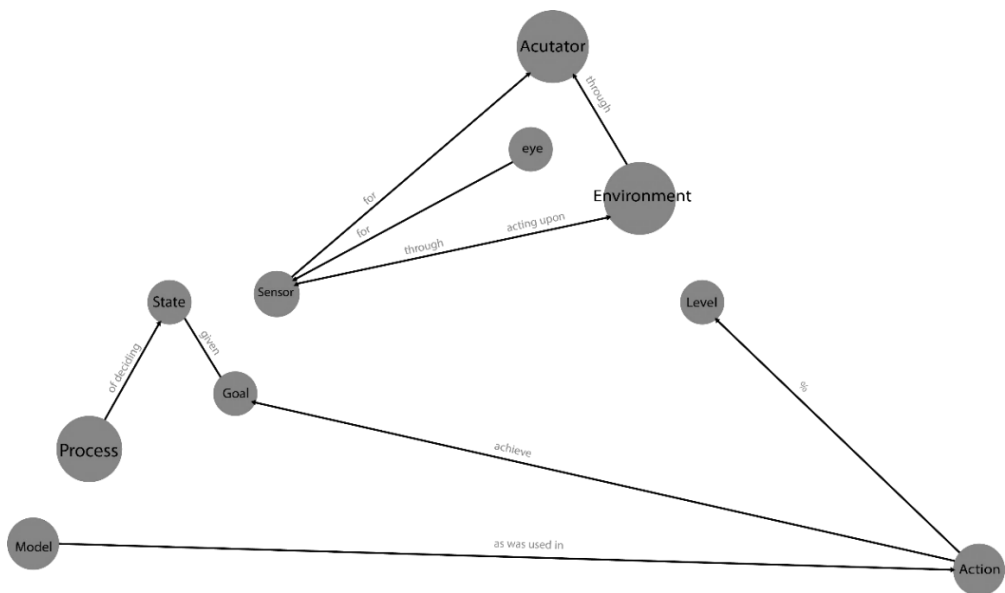 Acutator
through
eye
for
for
Environment
acting upon
through
Sensor
State
Level
given
of deciding
Goal
%
Process
achieve
Model
as was used in
Action